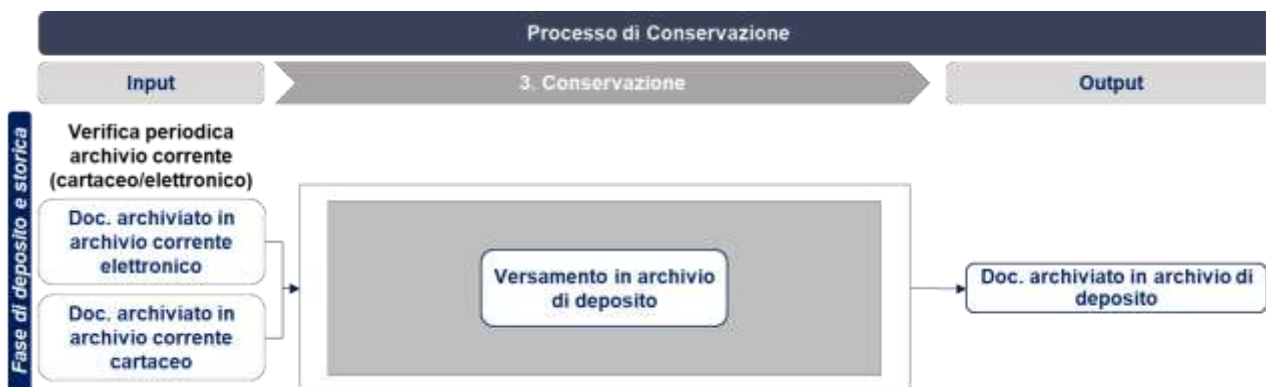 Processo di Conservazione
Input
3. Conservazione
Output
Fase di deposito e storica
Verifica periodica
archivio corrente
(cartaceo/elettronico)
Doc. archiviato in
archivio corrente
elettronico
Doc. archiviato in
archivio corrente
cartaceo
Versamento in archivio
di deposito
Doc. archiviato in archivio di
deposito